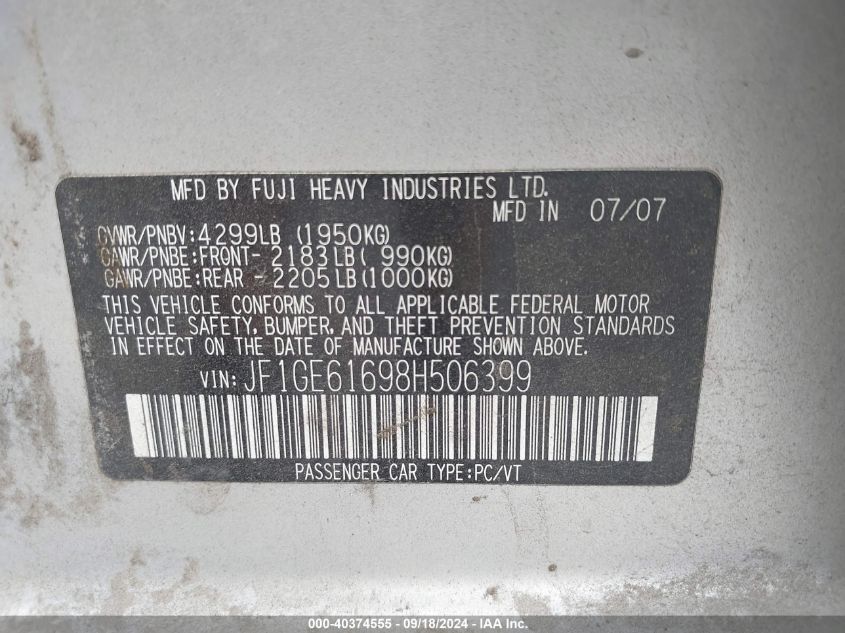 MFD BY FUJI HEAVY INDUSTRIES LTD.
MFD IN 07/07
GVWR/PNBV:4299LB (1950KG)
GAWR/PNBE:FRONT- 2183LB( 990KG)
GAWR/PNBE:REAR - 2205LB(1000KG)
THIS VEHICLE CONFORMS TO ALL APPLICABLE FEDERAL MOTOR
VEHICLE SAFETY, BUMPER, AND THEFT PREVENTION STANDARDS
IN EFFECT ON THE DATE OF MANUFACTURE SHOWN ABOVE.
VIN: JF1GE61698H506399
PASSENGER CAR TYPE:PC/VT
000-40374555 - 09/18/2024 - IAA, Inc.